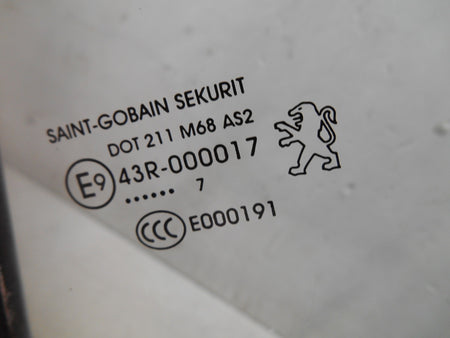 SAINT-GOBAIN SEKURIT
DOT 211 M68 AS2
E9 43R-000017
...... 7
CCC E000191